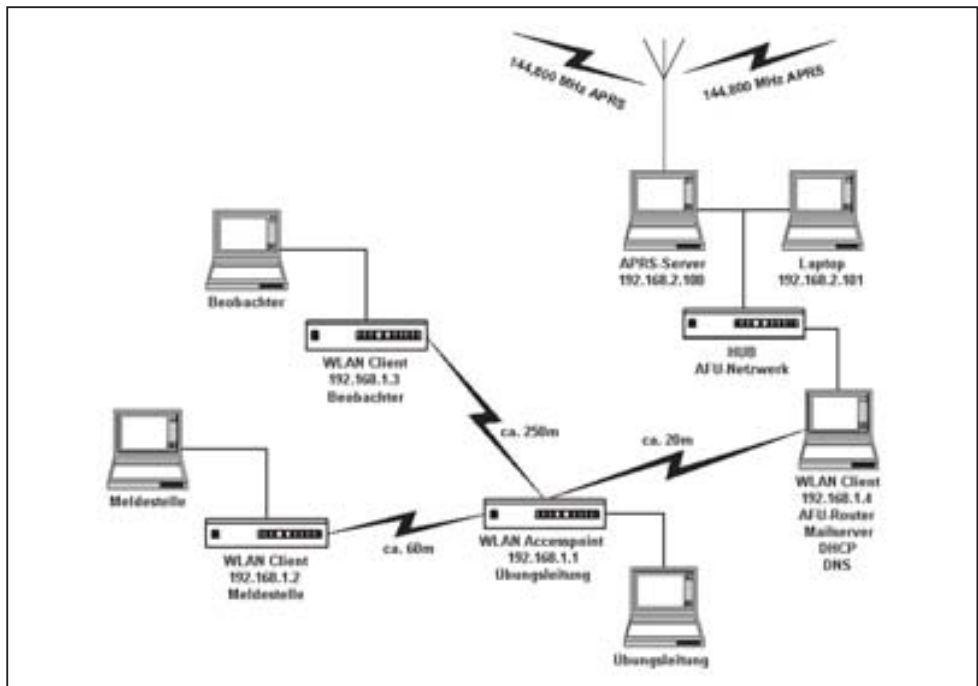 144,800 MHz APRS
144,800 MHz APRS
APRS-Server
192.168.2.100
Laptop
192.168.2.101
Beobachter
HUB
AFU-Netzwerk
WLAN Client
192.168.1.3
Beobachter
ca. 250m
ca. 20m
WLAN Client
192.168.1.4
AFU-Router
Mailserver
DHCP
DNS
Meldestelle
WLAN Client
192.168.1.2
Meldestelle
ca. 60m
WLAN Accesspoint
192.168.1.1
Übungsleitung
Übungsleitung